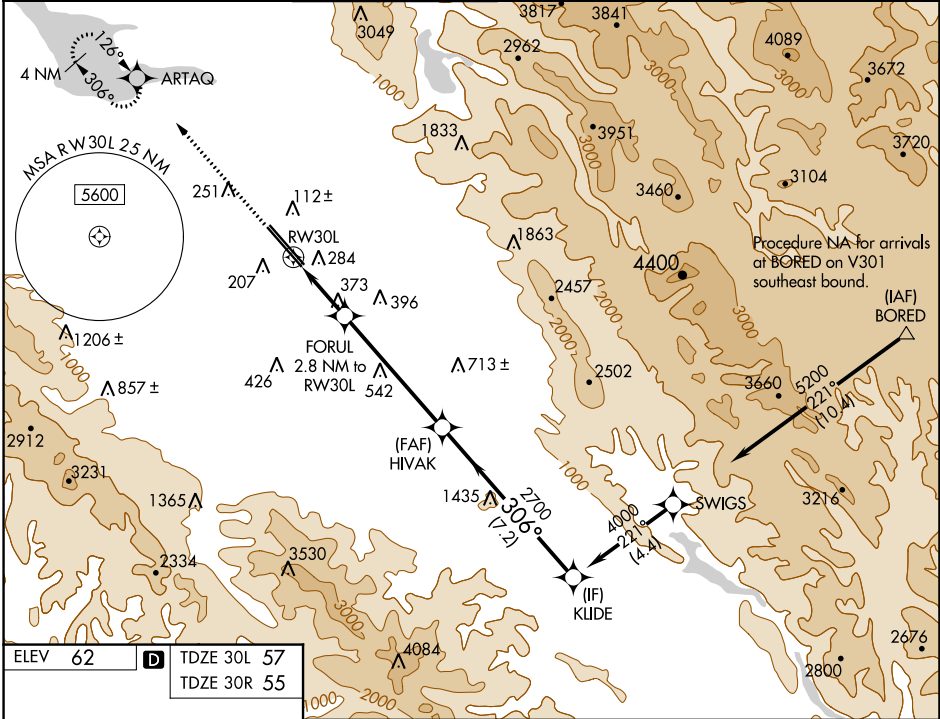 3049
3817
3841
2962
4089
3672
1000
3000
3000
126°
4 NM
306°
ARTAQ
1833
3951
3000
3720
MSA RW30L 25 NM
5600
251
112±
3460
3104
RW30L
284
207
1863
4400
Procedure NA for arrivals
at BORED on V301
southeast bound.
373
396
2457
2000
3000
(IAF)
BORED
1206±
1000
FORUL
2.8 NM to
RW30L
426
542
713±
2502
857±
3660
5200
221°
(10.4)
2912
(FAF)
HIVAK
3231
1365
1435
2700
306°
(7.2)
1000
4000
221°
(4.4)
SWIGS
3216
2334
3530
3000
(IF)
KLIDE
4084
2676
2800
1000
2000
ELEV 62
D
TDZE 30L 57
TDZE 30R 55